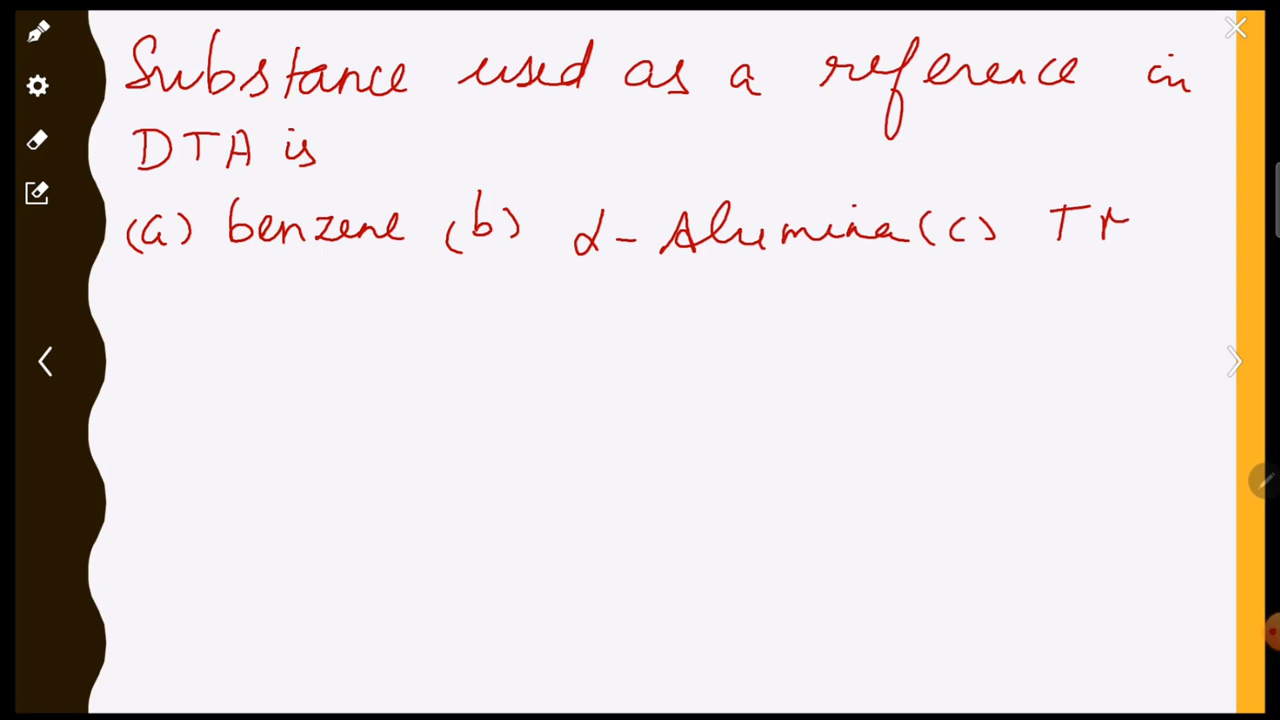 Substance used as a reference in
DTA is
(a) benzene (b) α- Alumina (c) T